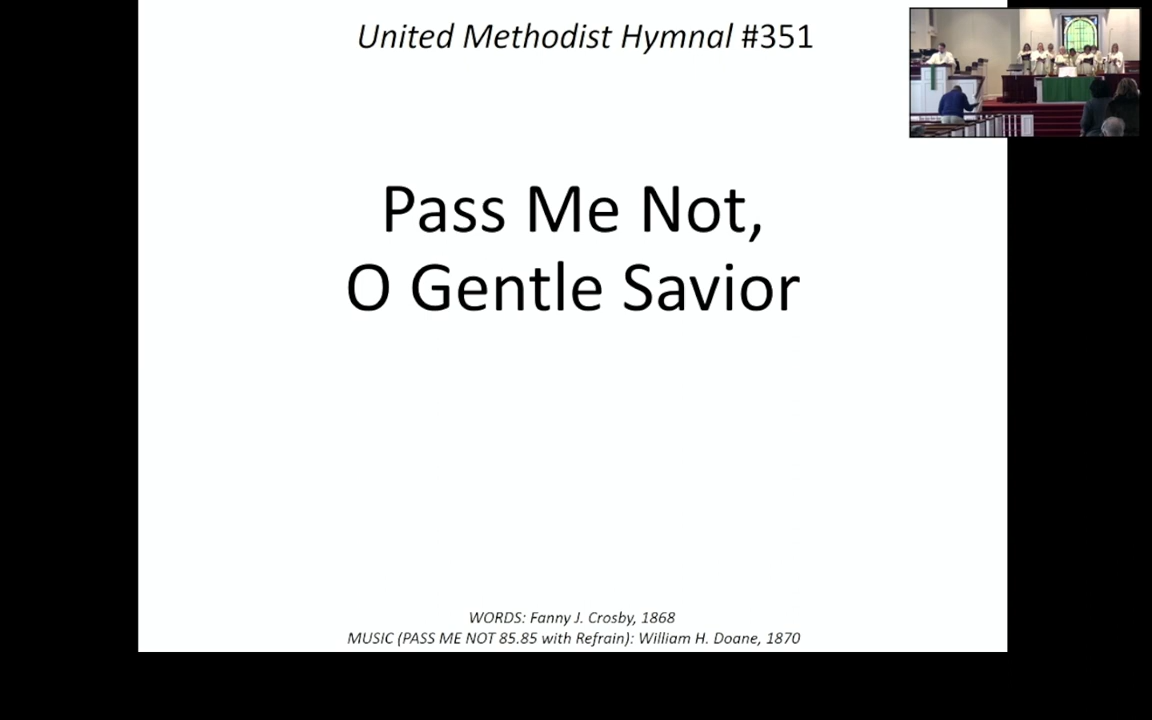 United Methodist Hymnal #351
Pass Me Not,
O Gentle Savior
WORDS: Fanny J. Crosby, 1868
MUSIC (PASS ME NOT 85.85 with Refrain): William H. Doane, 1870